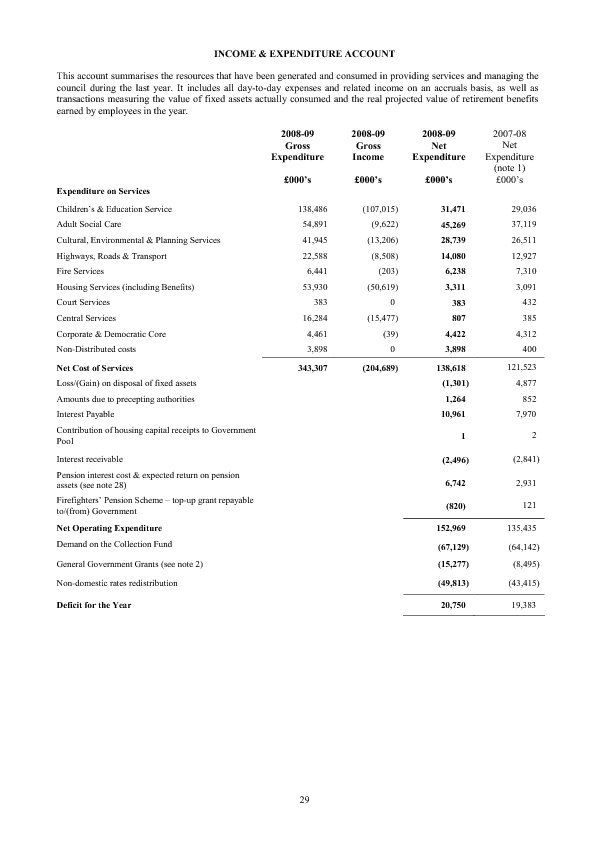 INCOME & EXPENDITURE ACCOUNT
This account summarises the resources that have been generated and consumed in providing services and managing the
council during the last year. It includes all day-to-day expenses and related income on an accruals basis, as well as
transactions measuring the value of fixed assets actually consumed and the real projected value of retirement benefits
earned by employees in the year.
2008-09 2008-09 2008-09 2007-08
Gross Gross Net Net
Expenditure Income Expenditure Expenditure
(note 1)
£000's £000's £000's £000's
Expenditure on Services
Children's & Education Service 138,486 (107,015) 31,471 29,036
Adult Social Care 54,891 (9,622) 45,269 37,119
Cultural, Environmental & Planning Services 41,945 (13,206) 28,739 26,511
Highways, Roads & Transport 22,588 (8,508) 14,080 12,927
Fire Services 6,441 (203) 6,238 7,310
Housing Services (including Benefits) 53,930 (50,619) 3,311 3,091
Court Services 383 0 383 432
Central Services 16,284 (15,477) 807 385
Corporate & Democratic Core 4,461 (39) 4,422 4,312
Non-Distributed costs 3,898 0 3,898 400
Net Cost of Services 343,307 (204,689) 138,618 121,523
Loss/(Gain) on disposal of fixed assets (1,301) 4,877
Amounts due to precepting authorities 1,264 852
Interest Payable 10,961 7,970
Contribution of housing capital receipts to Government
Pool 1 2
Interest receivable (2,496) (2,841)
Pension interest cost & expected return on pension
assets (see note 28) 6,742 2,931
Firefighters' Pension Scheme – top-up grant repayable
to/(from) Government (820) 121
Net Operating Expenditure 152,969 135,435
Demand on the Collection Fund (67,129) (64,142)
General Government Grants (see note 2) (15,277) (8,495)
Non-domestic rates redistribution (49,813) (43,415)
Deficit for the Year 20,750 19,383
29